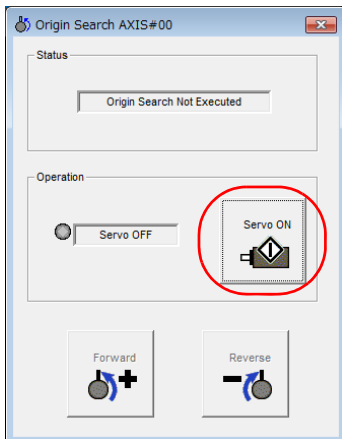 Origin Search AXIS#00
Status
Origin Search Not Executed
Operation
Servo OFF
Servo ON
Forward
Reverse